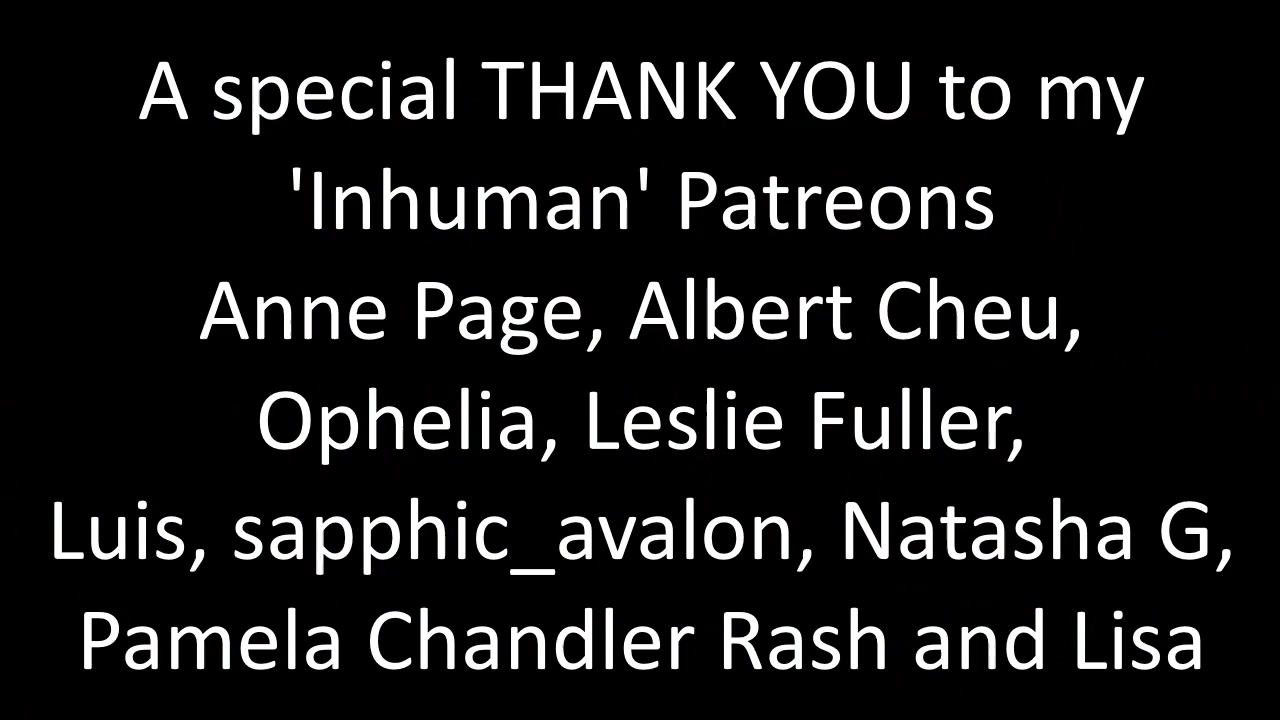 A special THANK YOU to my
'Inhuman' Patreons
Anne Page, Albert Cheu,
Ophelia, Leslie Fuller,
Luis, sapphic_avalon, Natasha G,
Pamela Chandler Rash and Lisa